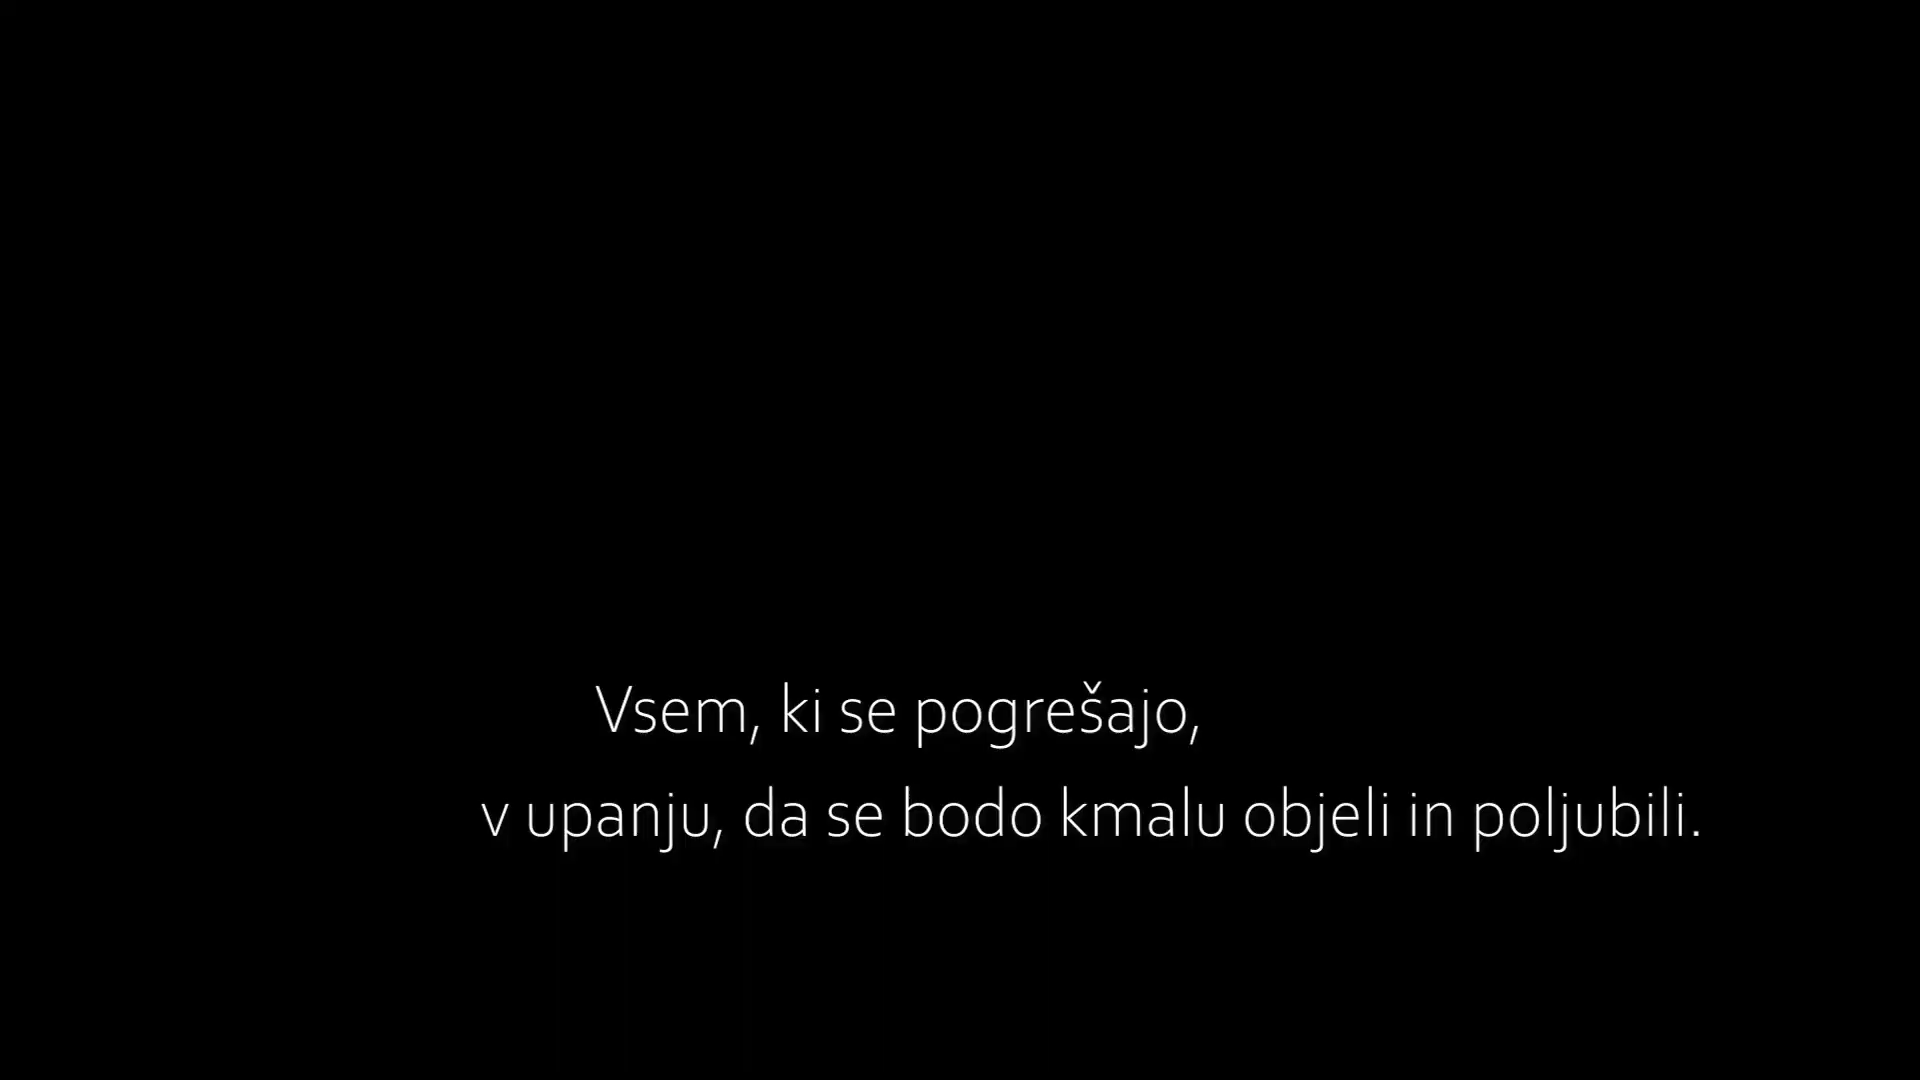 Vsem, ki se pogrešajo,
v upanju, da se bodo kmalu objeli in poljubili.